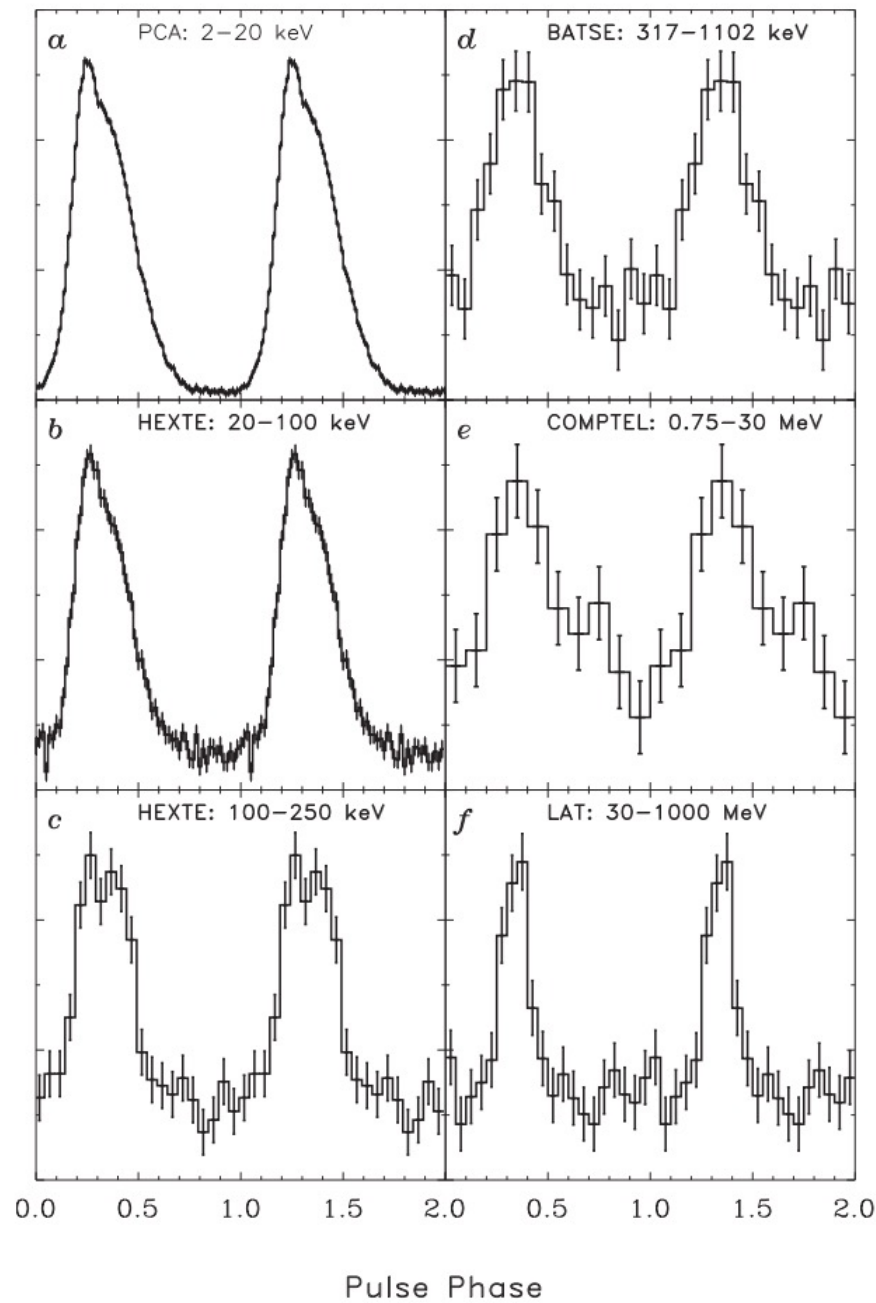 a PCA: 2–20 keV
b HEXTE: 20–100 keV
c HEXTE: 100–250 keV
d BATSE: 317–1102 keV
e COMPTEL: 0.75–30 MeV
f LAT: 30–1000 MeV
0.0 0.5 1.0 1.5 2.0 0.5 1.0 1.5 2.0
Pulse Phase